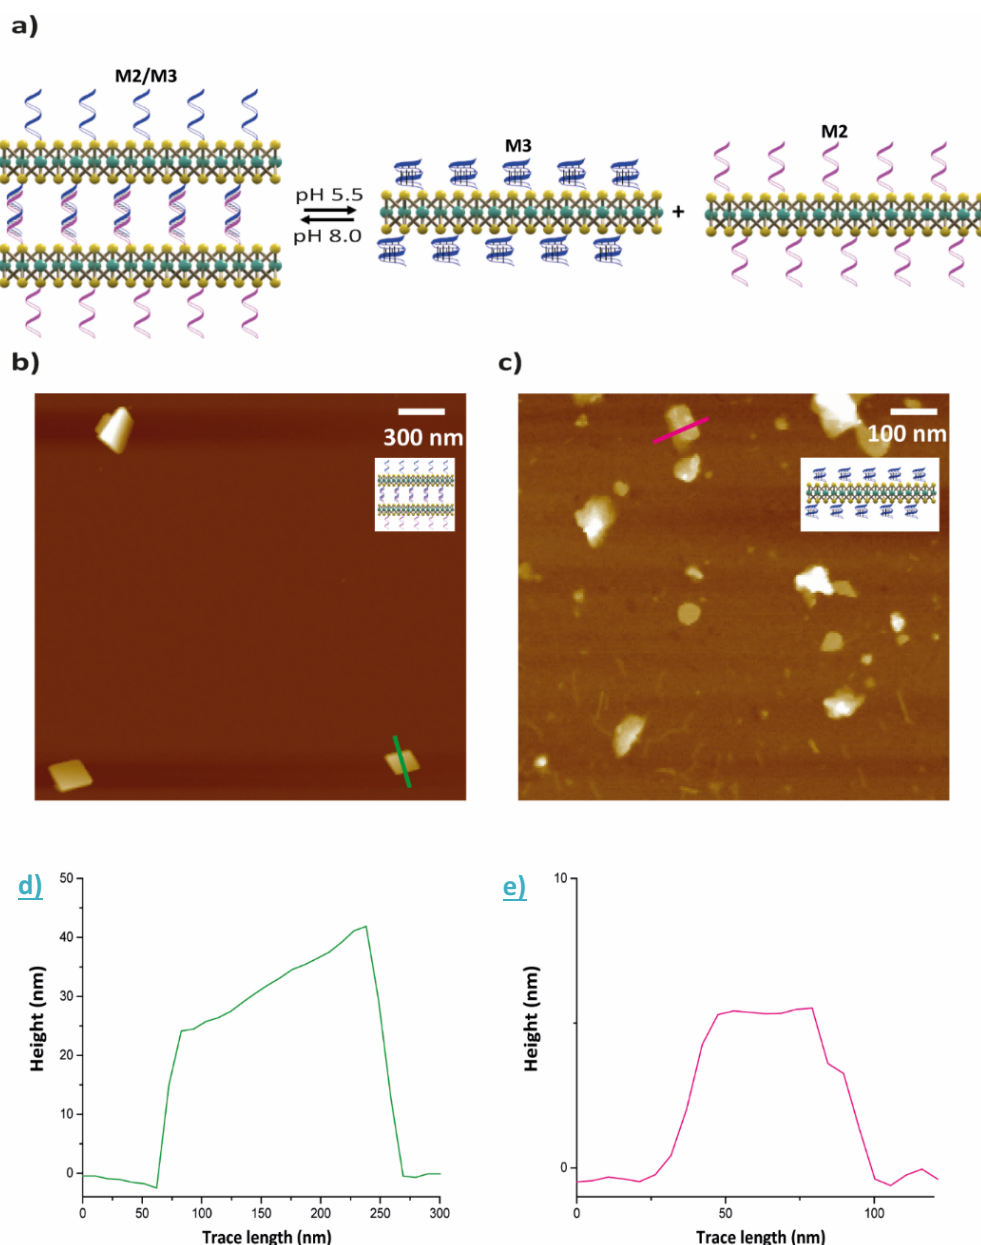 a)
M2/M3
M3
M2
pH 5.5
pH 8.0
+
b)
c)
300 nm
100 nm
d)
50
40
30
20
10
0
Height (nm)
0 50 100 150 200 250 300
Trace length (nm)
e)
10
0
Height (nm)
0 50 100
Trace length (nm)